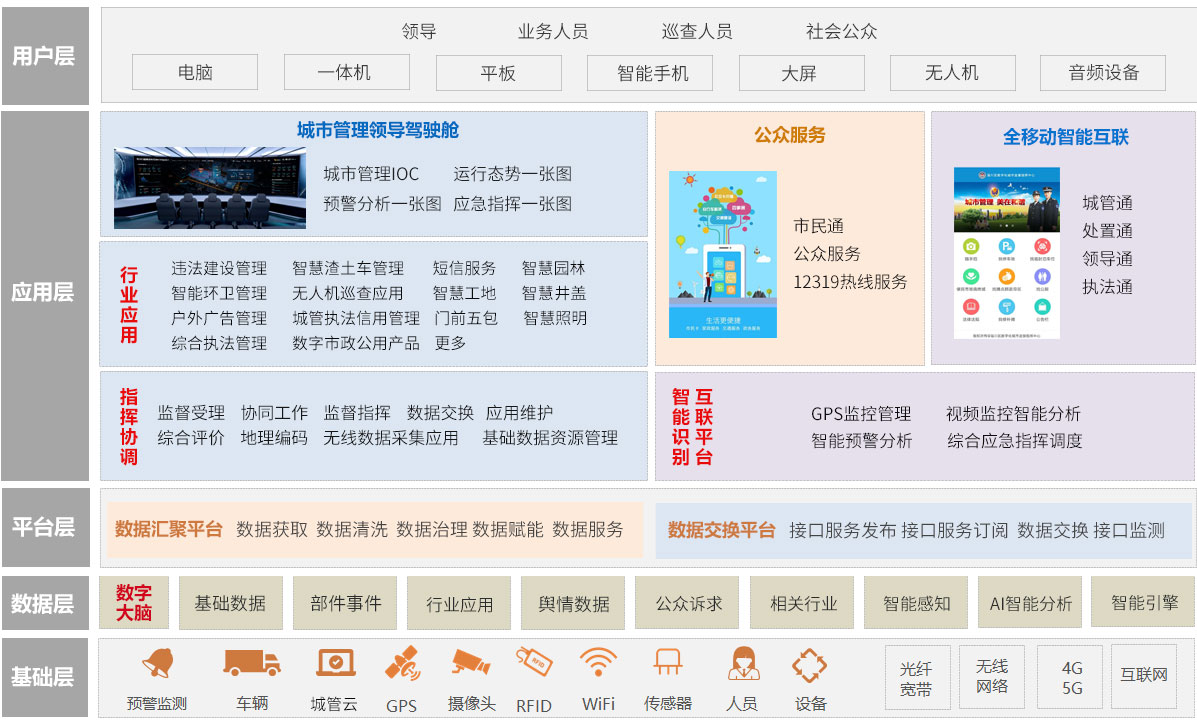 用户层
领导 业务人员 巡查人员 社会公众
电脑 一体机 平板 智能手机 大屏 无人机 音频设备
应用层
城市管理领导驾驶舱
城市管理IOC 运行态势一张图
预警分析一张图 应急指挥一张图
行业应用
违法建设管理 智慧渣土车管理 短信服务 智慧园林
智能环卫管理 无人机巡查应用 智慧工地 智慧井盖
户外广告管理 城管执法信用管理 门前五包 智慧照明
综合执法管理 数字市政公用产品 更多
指挥协调
监督受理 协同工作 监督指挥 数据交换 应用维护
综合评价 地理编码 无线数据采集应用 基础数据资源管理
公众服务
生活更便捷
市民通
公众服务
12319热线服务
全移动智能互联
城市管理 美在和谐
城管通
处置通
领导通
执法通
智能识别
互联平台
GPS监控管理 视频监控智能分析
智能预警分析 综合应急指挥调度
平台层
数据汇聚平台 数据获取 数据清洗 数据治理 数据赋能 数据服务
数据交换平台 接口服务发布 接口服务订阅 数据交换 接口监测
数据层
数字
大脑
基础数据 部件事件 行业应用 舆情数据 公众诉求 相关行业 智能感知 AI智能分析 智能引擎
基础层
RFID
预警监测 车辆 城管云 GPS 摄像头 RFID WiFi 传感器 人员 设备
光纤
宽带
无线
网络
4G
5G
互联网